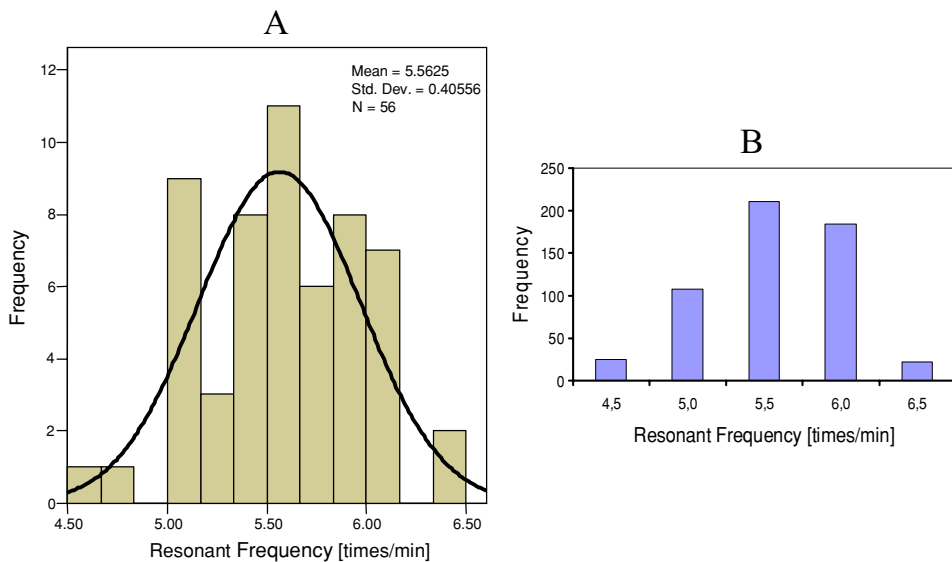 A
Mean = 5.5625
Std. Dev. = 0.40556
N = 56
12
10
8
6
4
2
0
Frequency
4.50 5.00 5.50 6.00 6.50
Resonant Frequency [times/min]
B
250
200
150
100
50
0
Frequency
4,5 5,0 5,5 6,0 6,5
Resonant Frequency [times/min]